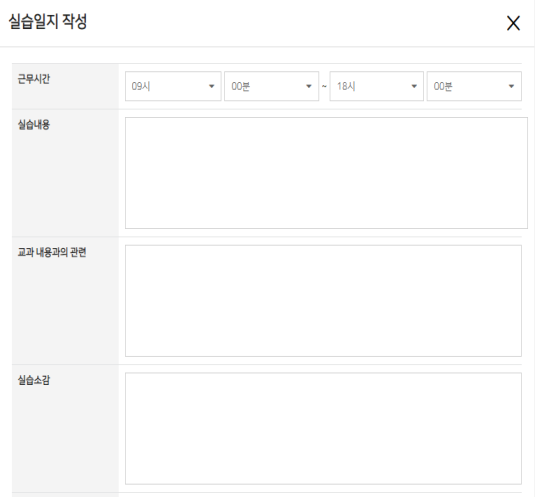 실습일지 작성
근무시간 09시 00분 ~ 18시 00분
실습내용
교과 내용과의 관련
실습소감